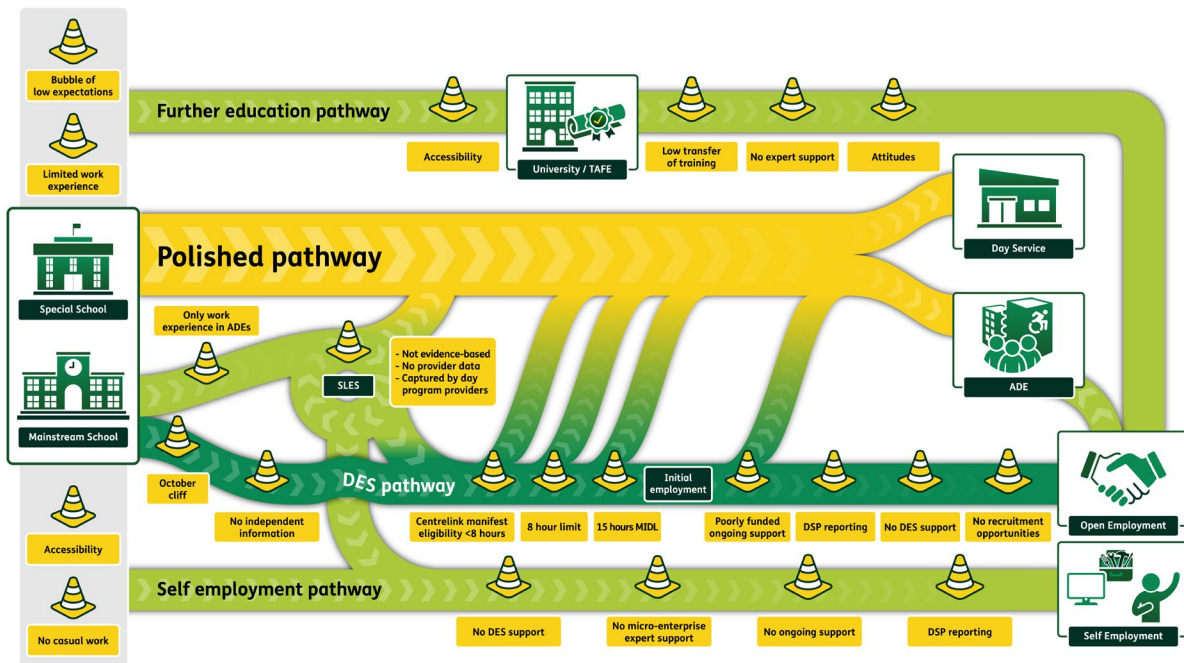 Bubble of
low expectations
Limited work
experience
Special School
Mainstream School
Accessibility
No casual work
Further education pathway
Accessibility
University / TAFE
Low transfer
of training
No expert support
Attitudes
Polished pathway
Day Service
ADE
Only work
experience in ADEs
SLES
- Not evidence-based
- No provider data
- Captured by day
program providers
October
cliff
No independent
information
DES pathway
Centrelink manifest
eligibility <8 hours
8 hour limit
15 hours MIDL
Initial
employment
Poorly funded
ongoing support
DSP reporting
No DES support
No recruitment
opportunities
Open Employment
Self employment pathway
No DES support
No micro-enterprise
expert support
No ongoing support
DSP reporting
Self Employment